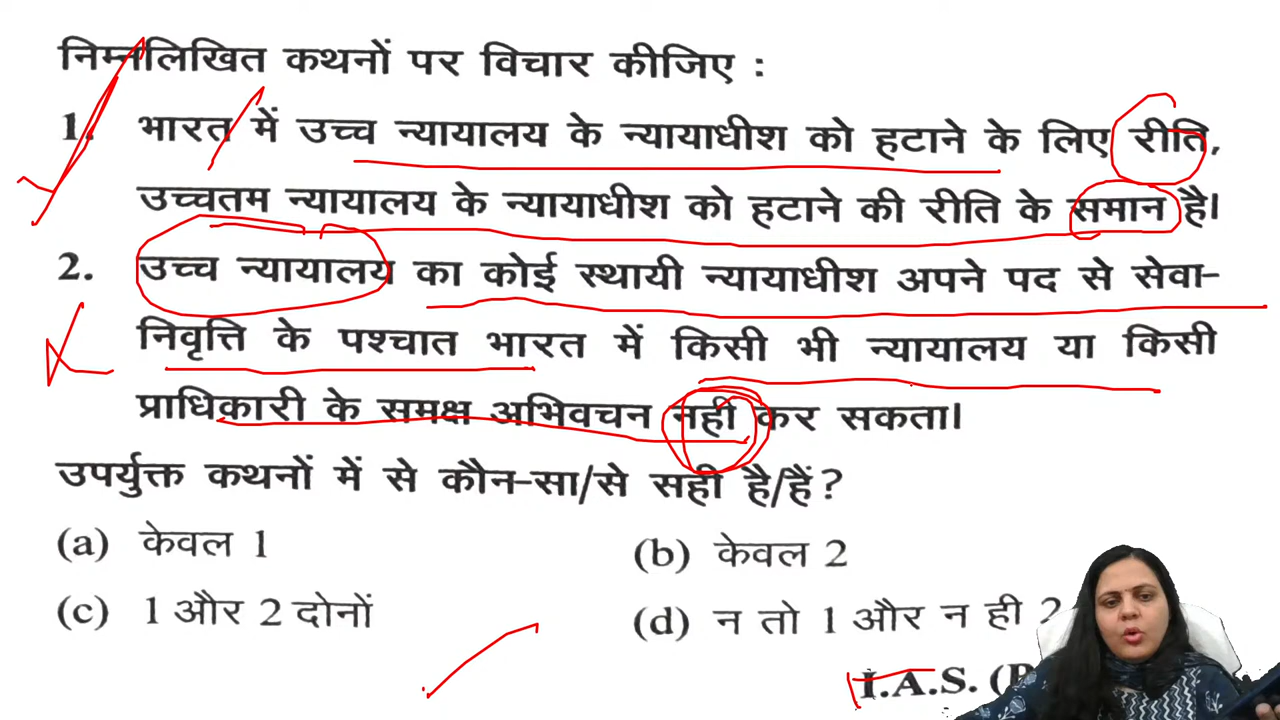 निम्नलिखित कथनों पर विचार कीजिए :
1. भारत में उच्च न्यायालय के न्यायाधीश को हटाने के लिए रीति,
उच्चतम न्यायालय के न्यायाधीश को हटाने की रीति के समान है।
2. उच्च न्यायालय का कोई स्थायी न्यायाधीश अपने पद से सेवा-
निवृत्ति के पश्चात भारत में किसी भी न्यायालय या किसी
प्राधिकारी के समक्ष अभिवचन नही कर सकता।
उपर्युक्त कथनों में से कौन-सा/से सही है/हैं?
(a) केवल 1 (b) केवल 2
(c) 1 और 2 दोनों (d) न तो 1 और न ही 2
I.A.S. (P